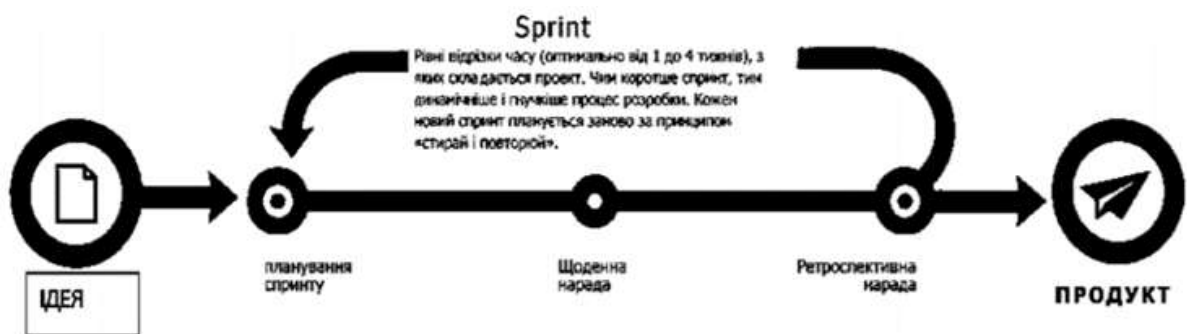 Sprint
Рівні відрізки часу (оптимально від 1 до 4 тижнів), з
яких складається проект. Чим коротше спринт, тим
динамічніше і гнучкіше процес розробки. Кожен
новий спринт планується заново за принципом
«стирай і повторюй».
планування
спринту
Щоденна
нарада
Ретроспективна
нарада
ІДЕЯ
ПРОДУКТ